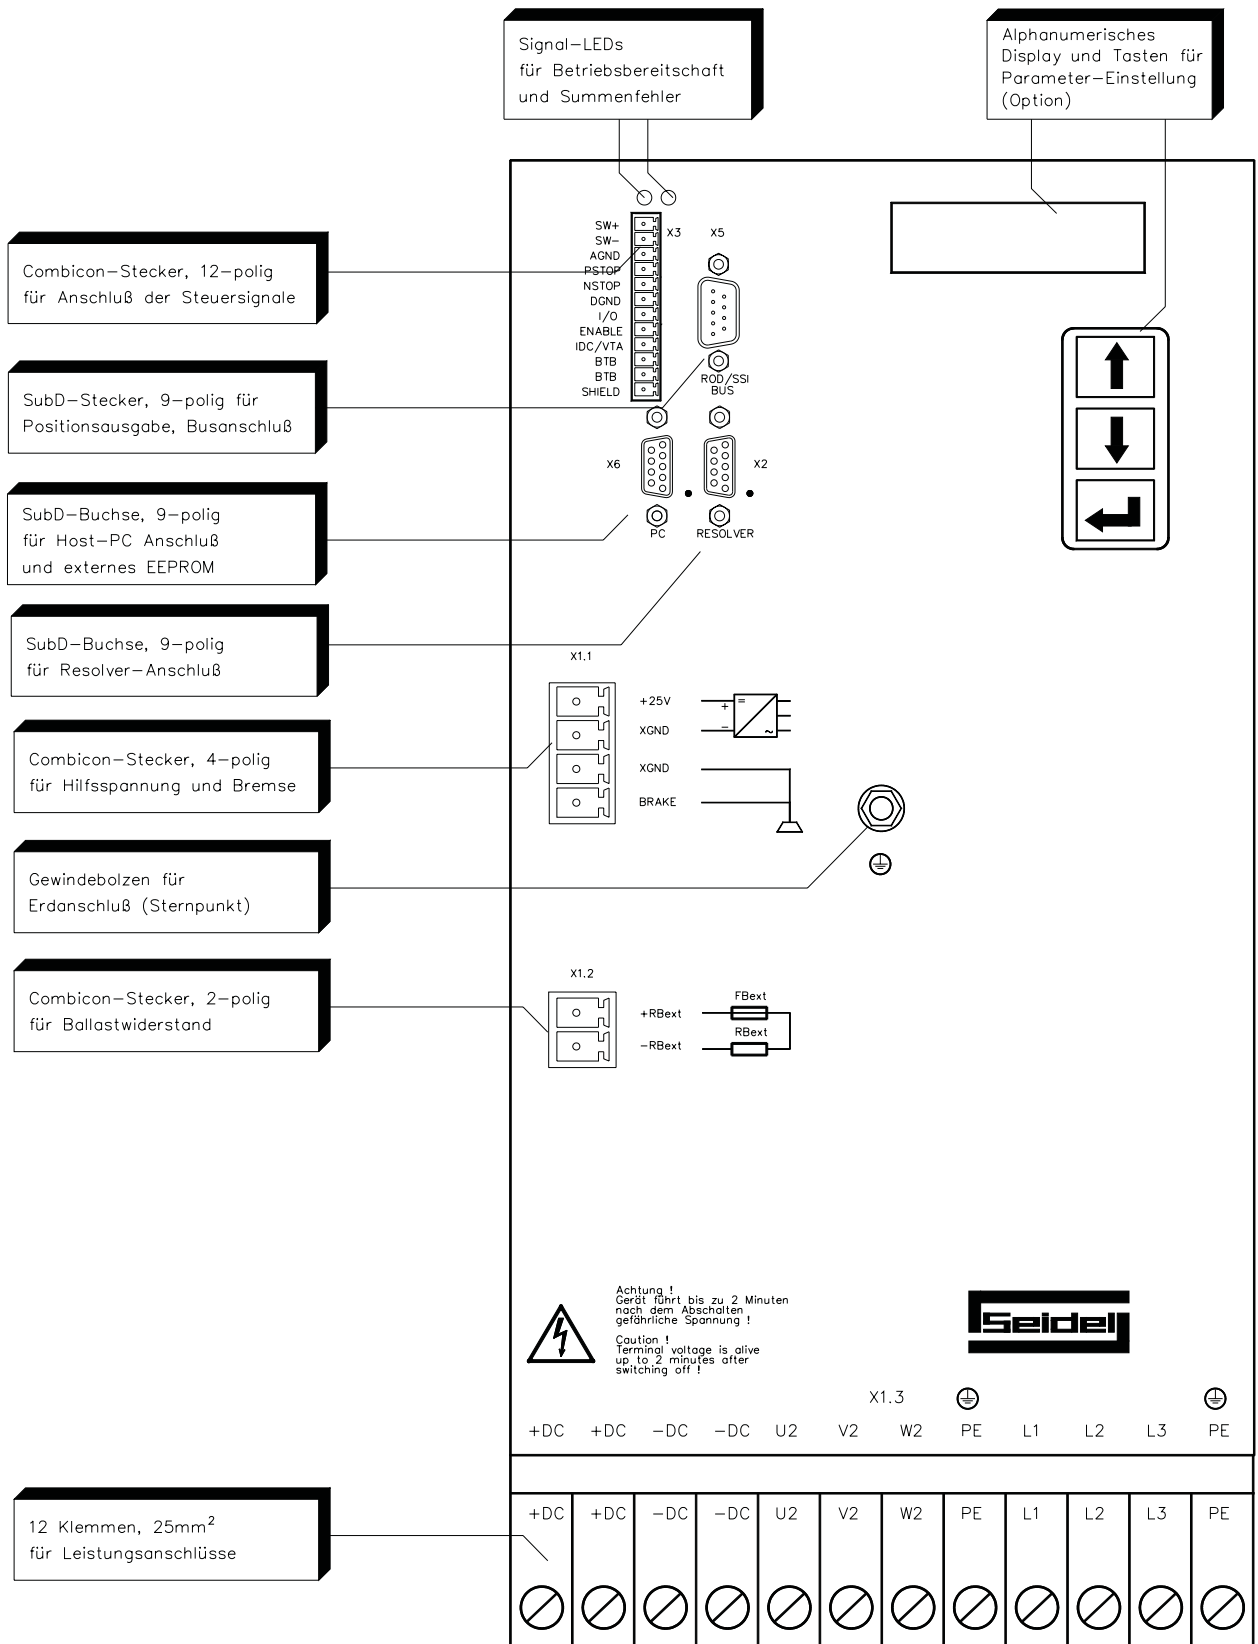 Signal-LEDs
für Betriebsbereitschaft
und Summenfehler
Alphanumerisches
Display und Tasten für
Parameter-Einstellung
(Option)
Combicon-Stecker, 12-polig
für Anschluß der Steuersignale
SubD-Stecker, 9-polig für
Positionsausgabe, Busanschluß
SubD-Buchse, 9-polig
für Host-PC Anschluß
und externes EEPROM
SubD-Buchse, 9-polig
für Resolver-Anschluß
Combicon-Stecker, 4-polig
für Hilfsspannung und Bremse
Gewindebolzen für
Erdanschluß (Sternpunkt)
Combicon-Stecker, 2-polig
für Ballastwiderstand
12 Klemmen, 25mm²
für Leistungsanschlüsse
SW+
SW-
AGND
PSTOP
NSTOP
DGND
I/O
ENABLE
IDC/VTA
BTB
BTB
SHIELD
X3
X5
ROD/SSI
BUS
X6
X2
PC
RESOLVER
X1.1
+25V
XGND
XGND
BRAKE
+
-
=
~
X1.2
+RBext
-RBext
FBext
RBext
Achtung !
Gerät führt bis zu 2 Minuten
nach dem Abschalten
gefährliche Spannung !
Caution !
Terminal voltage is alive
up to 2 minutes after
switching off !
Seidel
X1.3
+DC +DC -DC -DC U2 V2 W2 PE L1 L2 L3 PE
+DC +DC -DC -DC U2 V2 W2 PE L1 L2 L3 PE